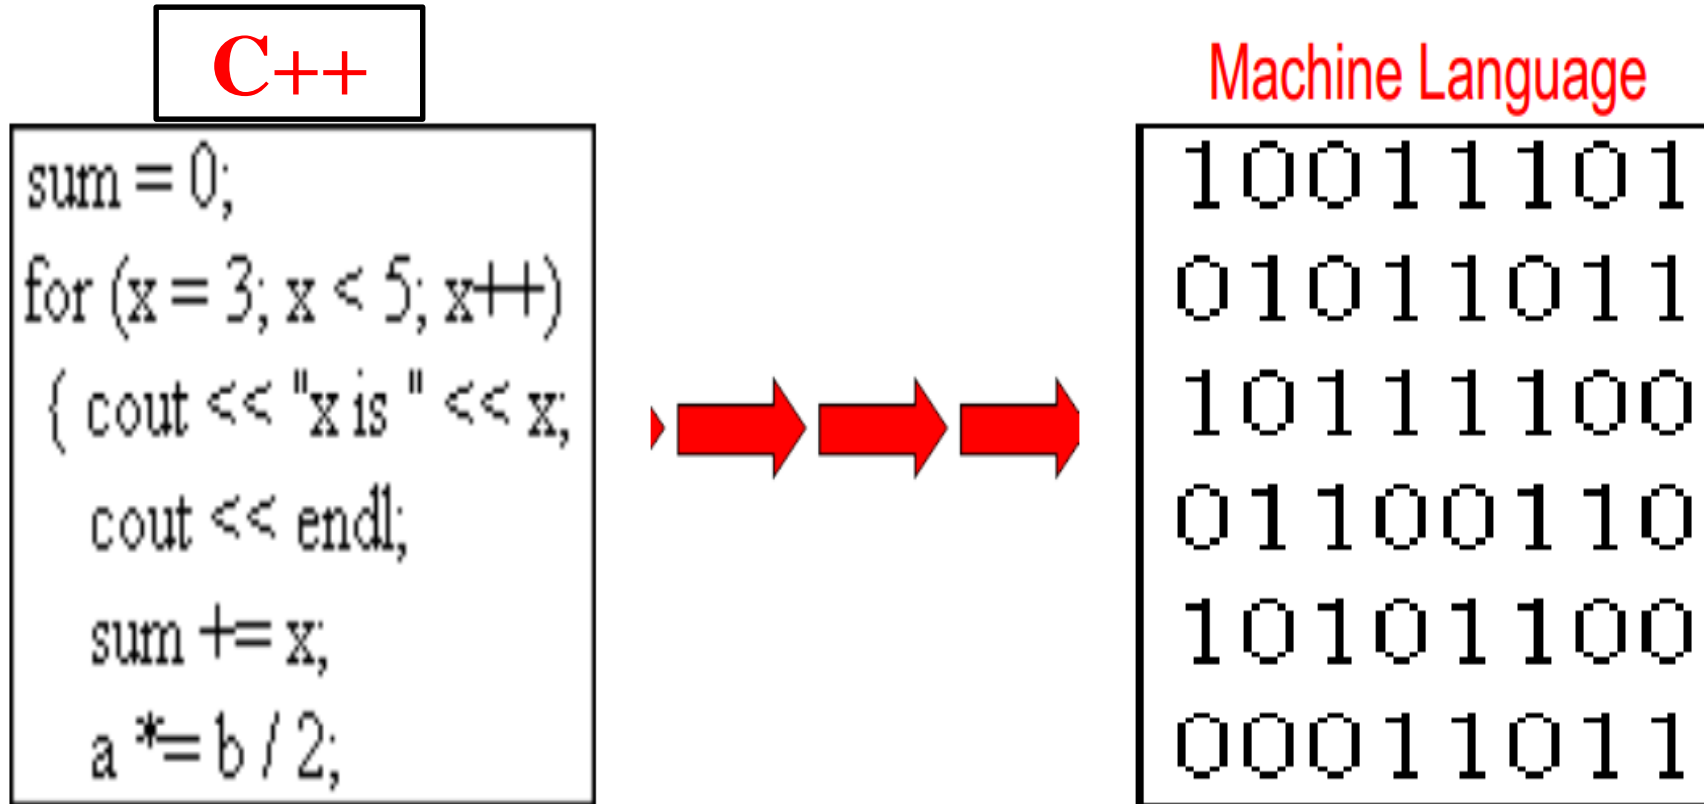 C++
sum = 0;
for (x = 3; x < 5; x++)
{ cout << "x is " << x;
cout << endl;
sum += x;
a *= b / 2;
Machine Language
10011101
01011011
10111100
01100110
10101100
00011011